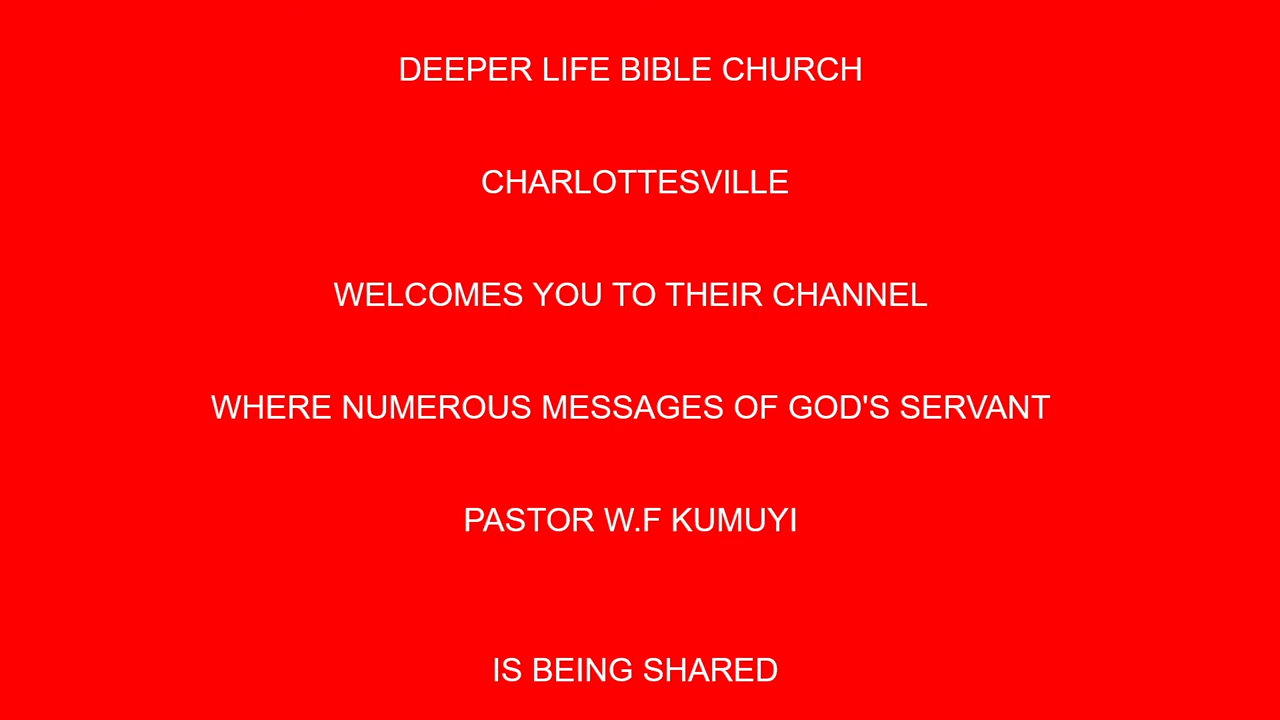 DEEPER LIFE BIBLE CHURCH
CHARLOTTESVILLE
WELCOMES YOU TO THEIR CHANNEL
WHERE NUMEROUS MESSAGES OF GOD'S SERVANT
PASTOR W.F KUMUYI
IS BEING SHARED